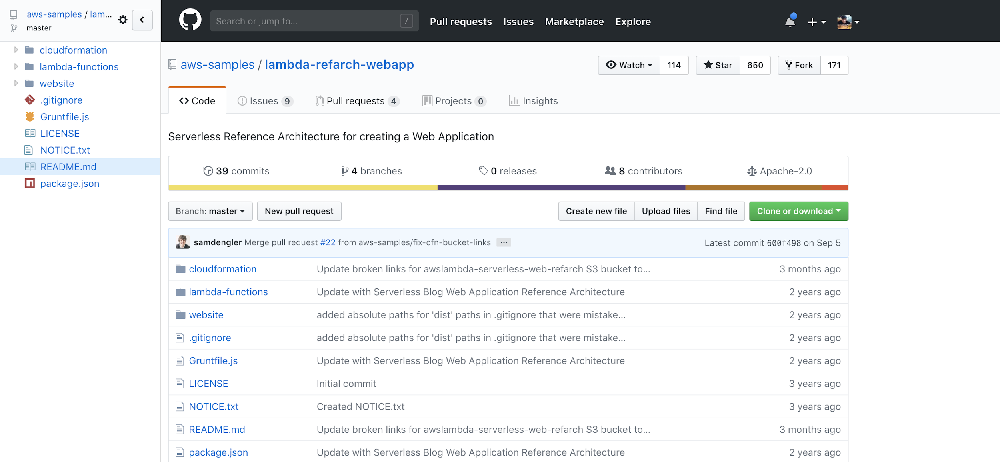 aws-samples / lam...
master
cloudformation
lambda-functions
website
.gitignore
Gruntfile.js
LICENSE
NOTICE.txt
README.md
package.json
Search or jump to... /
Pull requests Issues Marketplace Explore
aws-samples / lambda-refarch-webapp
Watch 114 Star 650 Fork 171
Code Issues 9 Pull requests 4 Projects 0 Insights
Serverless Reference Architecture for creating a Web Application
39 commits 4 branches 0 releases 8 contributors Apache-2.0
Branch: master New pull request Create new file Upload files Find file Clone or download
samdengler Merge pull request #22 from aws-samples/fix-cfn-bucket-links ... Latest commit 600f498 on Sep 5
cloudformation Update broken links for awslambda-serverless-web-refarch S3 bucket to... 3 months ago
lambda-functions Update with Serverless Blog Web Application Reference Architecture 2 years ago
website added absolute paths for 'dist' paths in .gitignore that were mistake... 2 years ago
.gitignore added absolute paths for 'dist' paths in .gitignore that were mistake... 2 years ago
Gruntfile.js Update with Serverless Blog Web Application Reference Architecture 2 years ago
LICENSE Initial commit 3 years ago
NOTICE.txt Created NOTICE.txt 3 years ago
README.md Update broken links for awslambda-serverless-web-refarch S3 bucket to... 3 months ago
package.json Update with Serverless Blog Web Application Reference Architecture 2 years ago